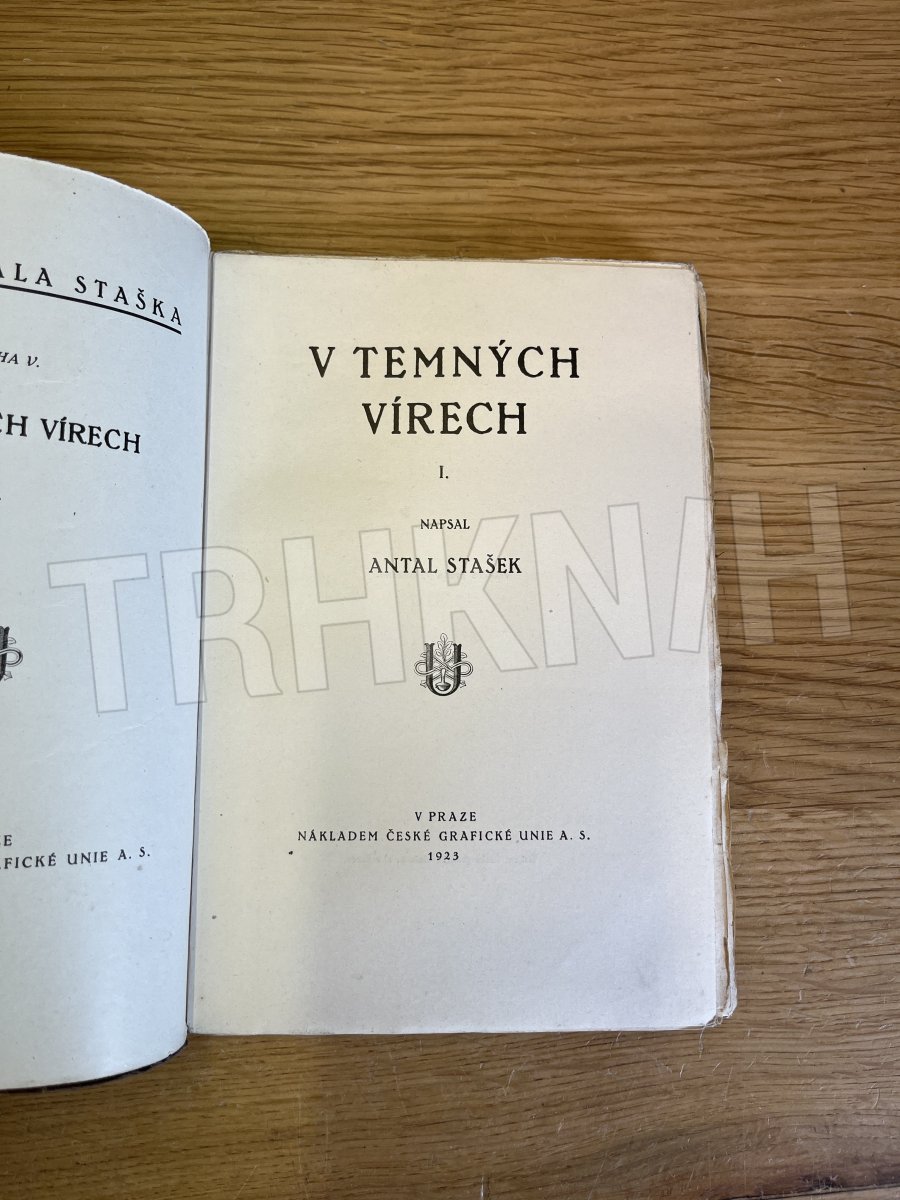 ALA STAŠKA
HA V.
CH VÍRECH
E
AFICKÉ UNIE A. S.
V TEMNÝCH
VÍRECH
I.
NAPSAL
ANTAL STAŠEK
U
V PRAZE
NÁKLADEM ČESKÉ GRAFICKÉ UNIE A. S.
1923
TRHKNIH